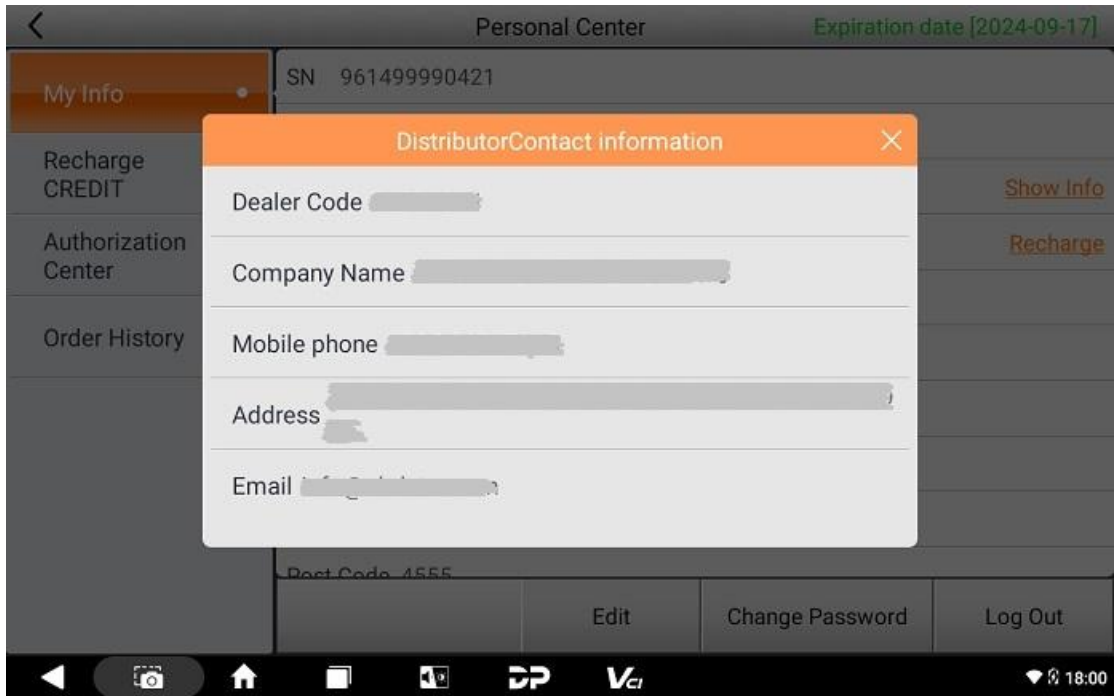 Personal Center
Expiration date [2024-09-17]
My Info
SN 961499990421
DistributorContact information
Recharge
CREDIT
Dealer Code
Show Info
Authorization
Center
Company Name
Recharge
Order History
Mobile phone
Address
Email
Post Code 4555
Edit
Change Password
Log Out
DP
VCI
18:00